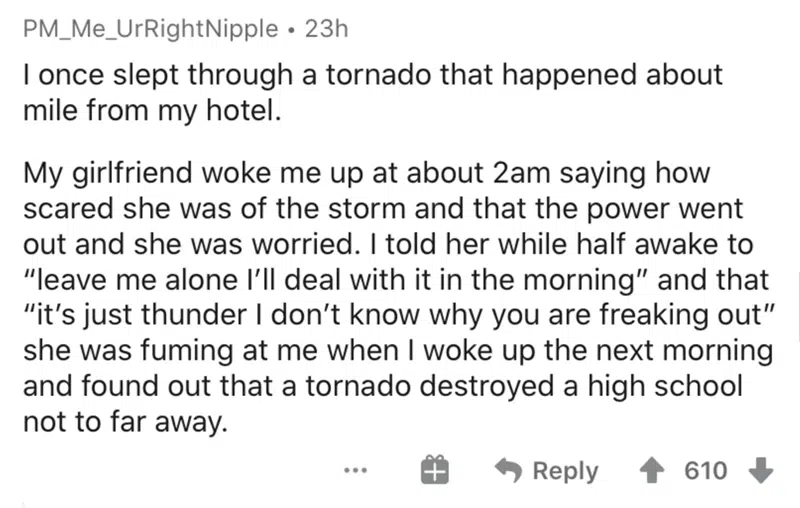 PM_Me_UrRightNipple • 23h
I once slept through a tornado that happened about
mile from my hotel.
My girlfriend woke me up at about 2am saying how
scared she was of the storm and that the power went
out and she was worried. I told her while half awake to
“leave me alone I’ll deal with it in the morning” and that
“it’s just thunder I don’t know why you are freaking out”
she was fuming at me when I woke up the next morning
and found out that a tornado destroyed a high school
not to far away.
... Reply 610